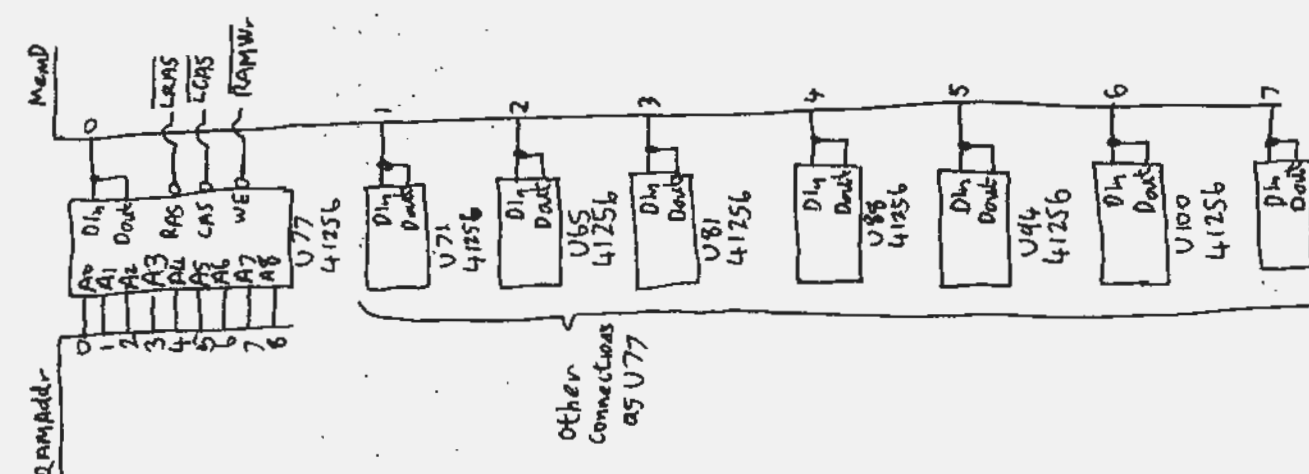 MemD
LRAS
LCAS
RAMWr
0
1
2
3
4
5
6
7
DIn
Dout
RAS
CAS
WE
A0
A1
A2
A3
A4
A5
A6
A7
A8
U77
41256
DIn
Dout
U71
41256
DIn
Dout
U65
41256
DIn
Dout
U81
41256
DIn
Dout
U88
41256
DIn
Dout
U94
41256
DIn
Dout
U100
41256
DIn
Dout
0
1
2
3
4
5
6
7
8
RAMAddr
Other
Connections
as U77